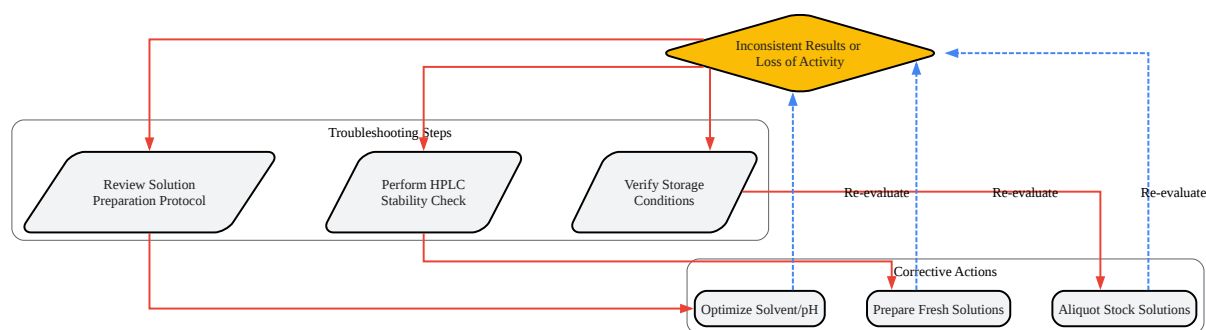 Inconsistent Results or
Loss of Activity
Troubleshooting Steps
Review Solution
Preparation Protocol
Perform HPLC
Stability Check
Verify Storage
Conditions
Re-evaluate
Re-evaluate
Re-evaluate
Corrective Actions
Optimize Solvent/pH
Prepare Fresh Solutions
Aliquot Stock Solutions